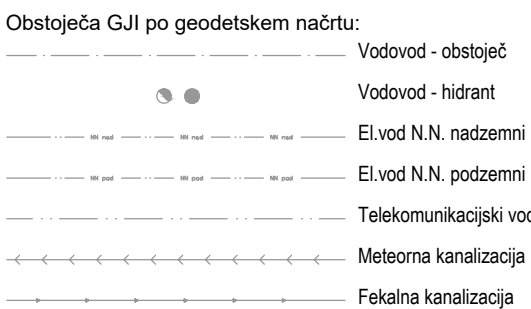 Obstoječa GJI po geodetskem načrtu:
Vodovod - obstoječ
Vodovod - hidrant
NN nad NN nad NN nad El.vod N.N. nadzemni
NN pod NN pod NN pod El.vod N.N. podzemni
Telekomunikacijski vod
Meteorna kanalizacija
Fekalna kanalizacija